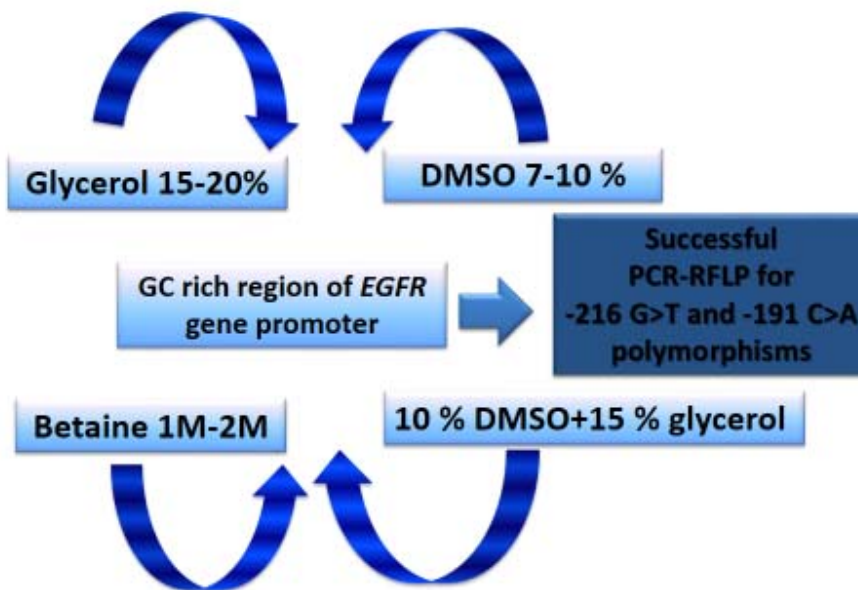 Glycerol 15-20%
DMSO 7-10 %
GC rich region of EGFR
gene promoter
Successful
PCR-RFLP for
-216 G>T and -191 C>A
polymorphisms
Betaine 1M-2M
10 % DMSO+15 % glycerol